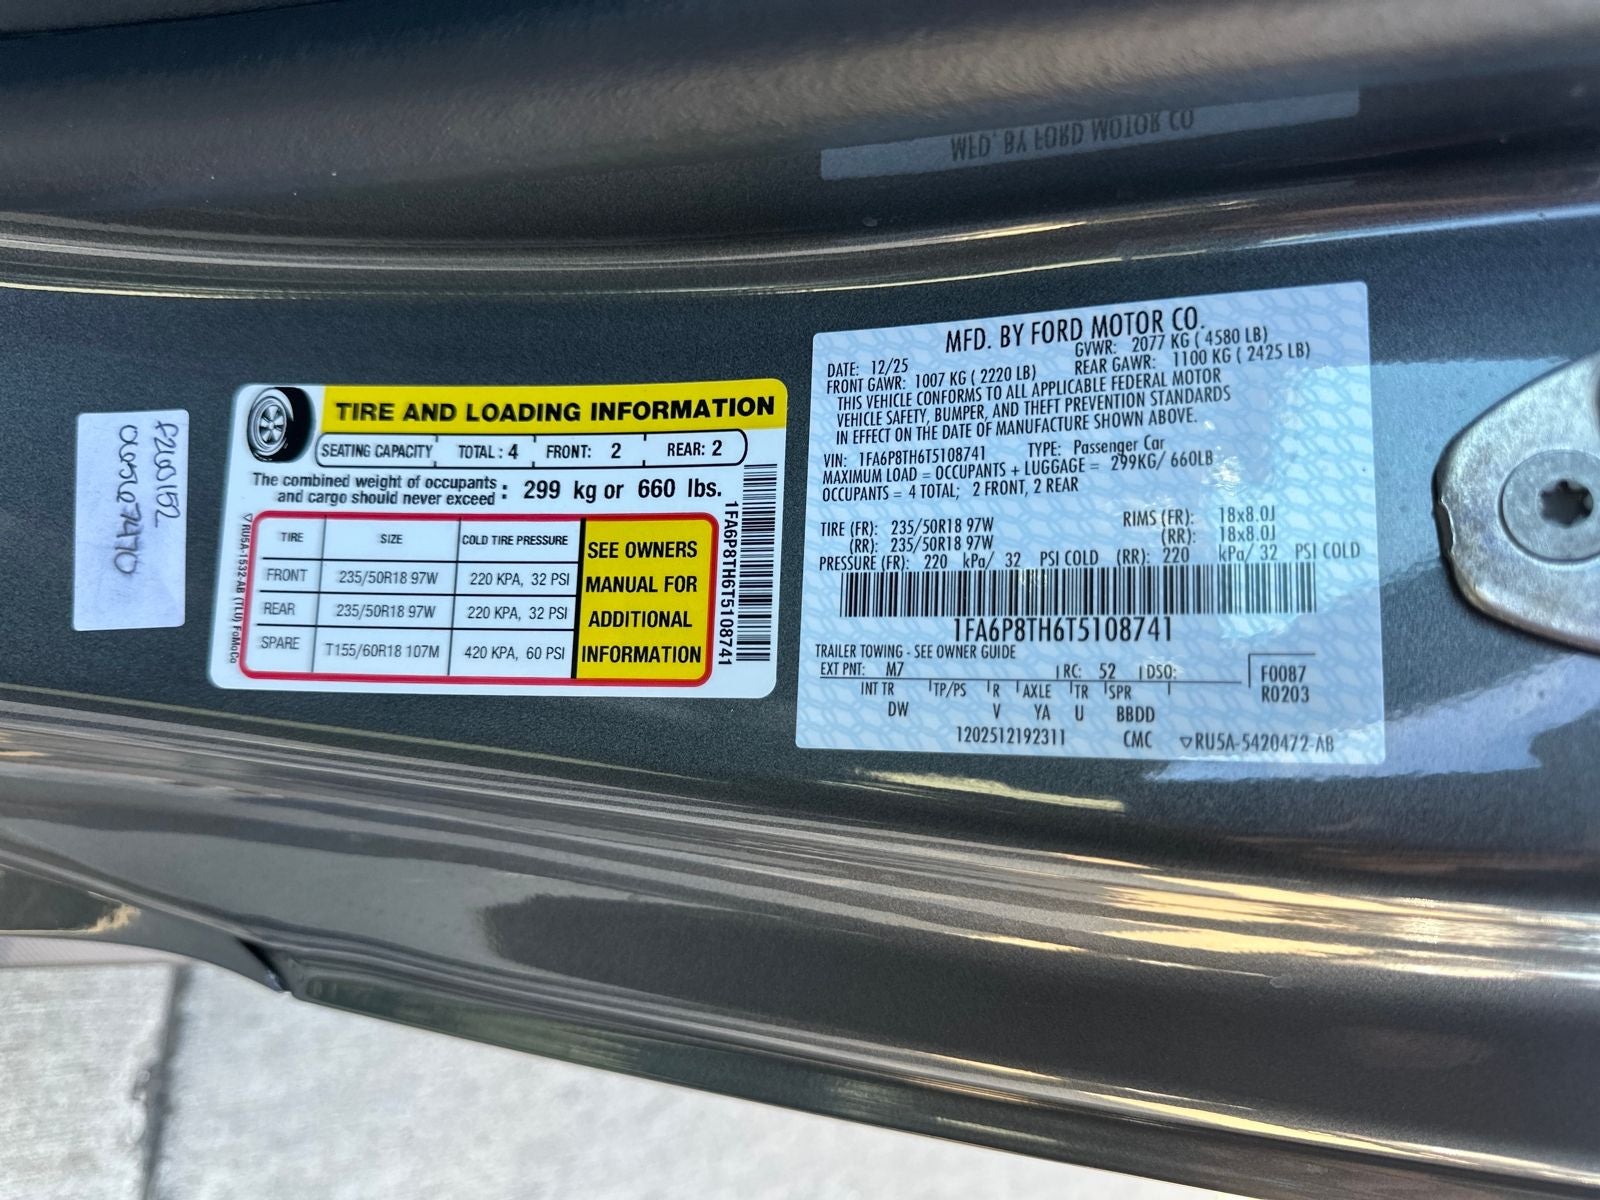 MFD. BY FORD MOTOR CO
TIRE AND LOADING INFORMATION
SEATING CAPACITY TOTAL : 4 FRONT: 2 REAR: 2
The combined weight of occupants
and cargo should never exceed : 299 kg or 660 lbs.
TIRE SIZE COLD TIRE PRESSURE
FRONT 235/50R18 97W 220 KPA, 32 PSI
REAR 235/50R18 97W 220 KPA, 32 PSI
SPARE T155/60R18 107M 420 KPA, 60 PSI
SEE OWNERS
MANUAL FOR
ADDITIONAL
INFORMATION
▽RU5A-1532-AB (TLU) FoMoCo
1FA6P8TH6T5108741
MFD. BY FORD MOTOR CO.
DATE: 12/25 GVWR: 2077 KG ( 4580 LB)
FRONT GAWR: 1007 KG ( 2220 LB) REAR GAWR: 1100 KG ( 2425 LB)
THIS VEHICLE CONFORMS TO ALL APPLICABLE FEDERAL MOTOR
VEHICLE SAFETY, BUMPER, AND THEFT PREVENTION STANDARDS
IN EFFECT ON THE DATE OF MANUFACTURE SHOWN ABOVE.
VIN: 1FA6P8TH6T5108741 TYPE: Passenger Car
MAXIMUM LOAD = OCCUPANTS + LUGGAGE = 299KG/ 660LB
OCCUPANTS = 4 TOTAL; 2 FRONT, 2 REAR
TIRE (FR): 235/50R18 97W RIMS (FR): 18x8.0J
(RR): 235/50R18 97W (RR): 18x8.0J
PRESSURE (FR): 220 kPa/ 32 PSI COLD (RR): 220 kPa/ 32 PSI COLD
1FA6P8TH6T5108741
TRAILER TOWING - SEE OWNER GUIDE
EXT PNT: M7 RC: 52 DSO: F0087
R0203
INT TR TP/PS R AXLE TR SPR
DW V YA U BBDD
1202512192311 CMC ▽RU5A-5420472-AB